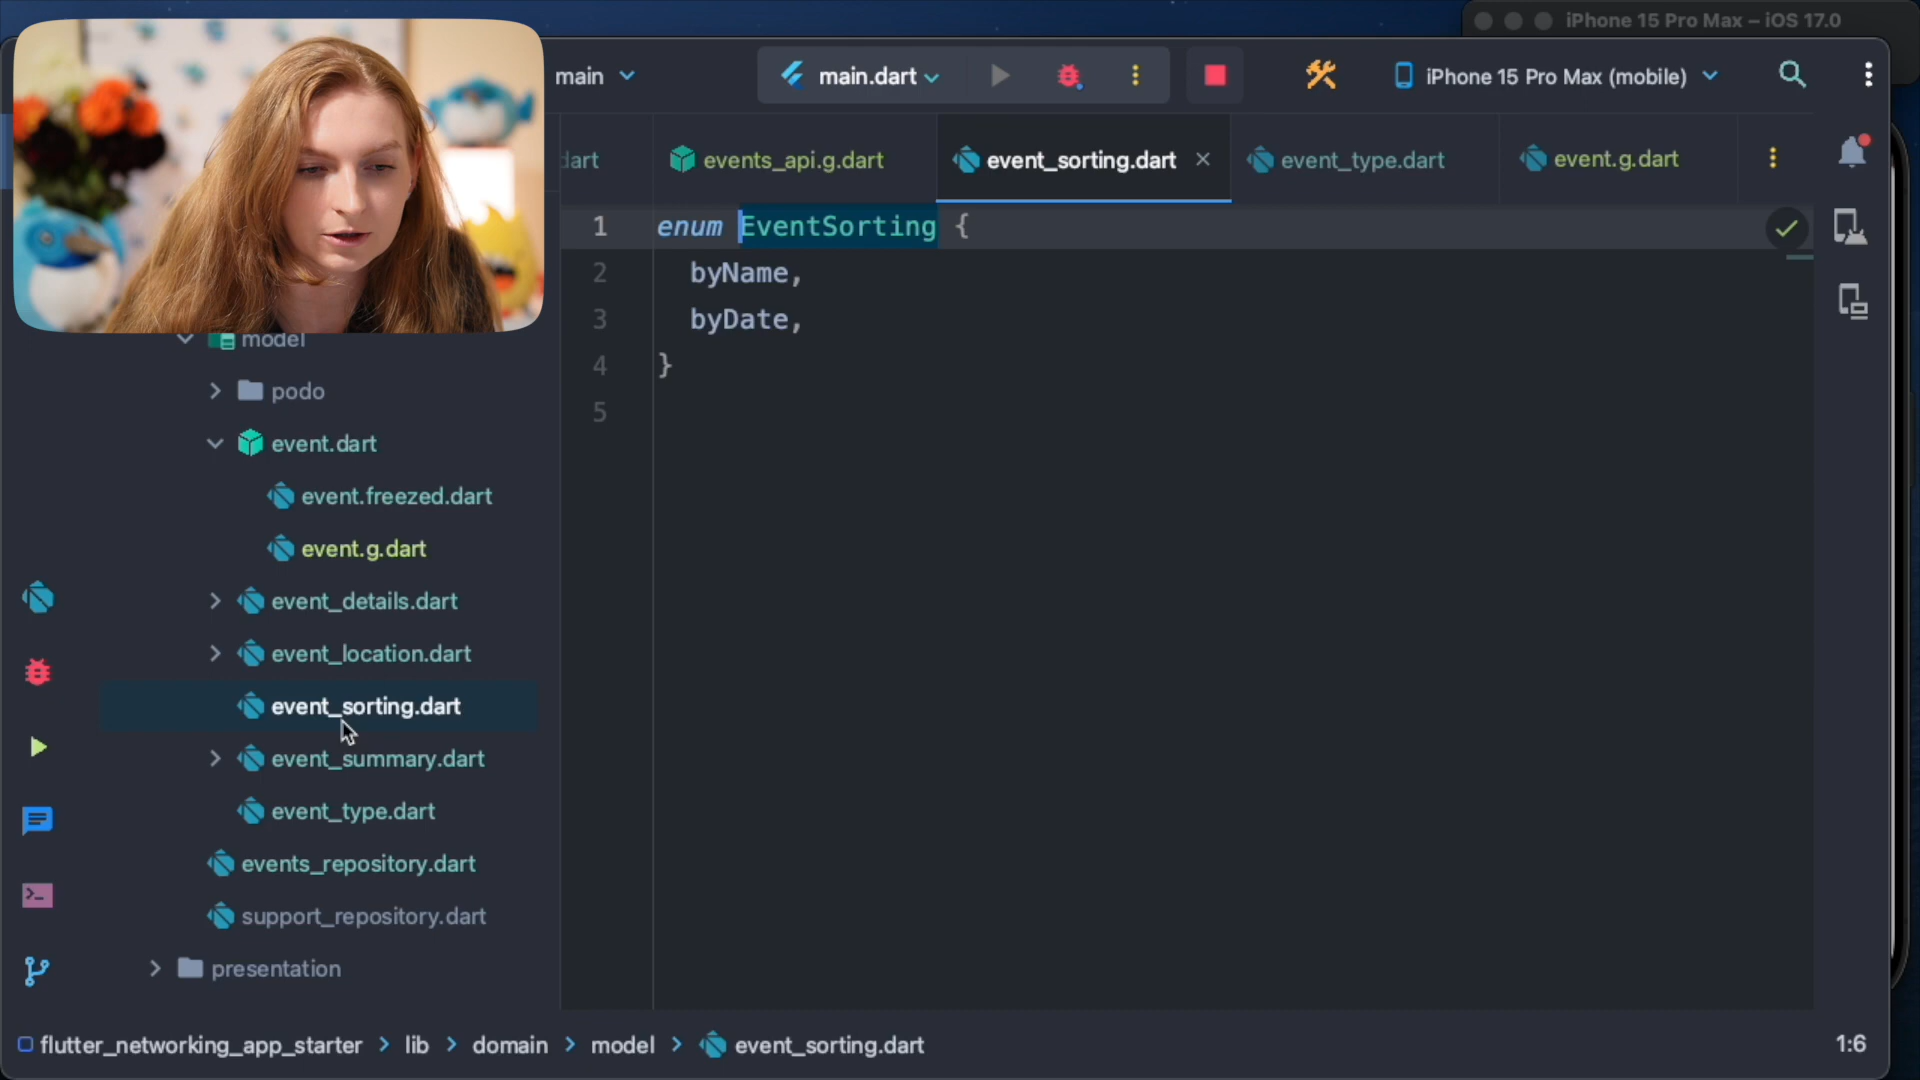 iPhone 15 Pro Max – iOS 17.0
main
main.dart
iPhone 15 Pro Max (mobile)
dart
events_api.g.dart
event_sorting.dart
event_type.dart
event.g.dart
1 enum EventSorting {
2 byName,
3 byDate,
4 }
5
model
podo
event.dart
event.freezed.dart
event.g.dart
event_details.dart
event_location.dart
event_sorting.dart
event_summary.dart
event_type.dart
events_repository.dart
support_repository.dart
presentation
flutter_networking_app_starter > lib > domain > model > event_sorting.dart
1:6